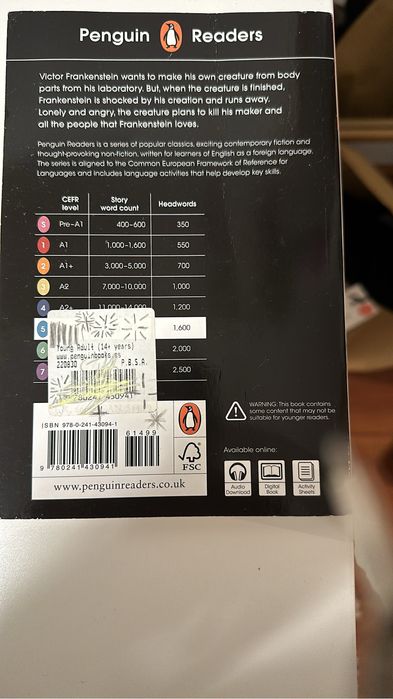 Penguin Readers
Victor Frankenstein wants to make his own creature from body
parts from his laboratory. But, when the creature is finished,
Frankenstein is shocked by his creation and runs away.
Lonely and angry, the creature plans to kill his maker and
all the people that Frankenstein loves.
Penguin Readers is a series of popular classics, exciting contemporary fiction and
thought-provoking non-fiction, written for learners of English as a foreign language.
The series is aligned to the Common European Framework of Reference for
Languages and includes language activities that help develop key skills.
CEFR level Story word count Headwords
S Pre-A1 400-600 350
1 A1 1,000-1,600 550
2 A1+ 3,000-5,000 700
3 A2 7,000-10,000 1,000
4 A2+ 11,000-14,000 1,200
5 1,600
6 2,000
7 2,500
Young Adult (14+ years)
www.penguinbooks.es
220830 P.B.S.A.
780241 430941
WARNING: This book contains
some content that may not be
suitable for younger readers.
ISBN 978-0-241-43094-1
61499
9 780241 430941
FSC
www.penguinreaders.co.uk
Available online:
Audio Download
Digital Book
Activity Sheets